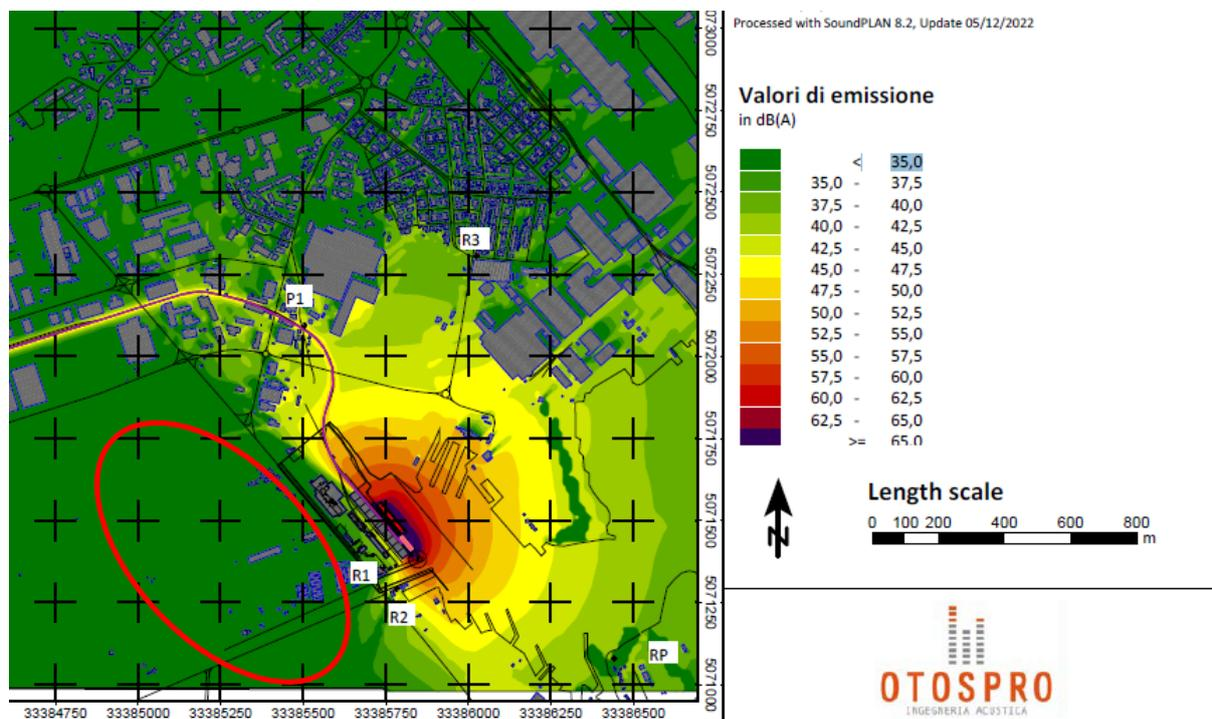 Processed with SoundPLAN 8.2, Update 05/12/2022
Valori di emissione
in dB(A)
< 35,0
35,0 - 37,5
37,5 - 40,0
40,0 - 42,5
42,5 - 45,0
45,0 - 47,5
47,5 - 50,0
50,0 - 52,5
52,5 - 55,0
55,0 - 57,5
57,5 - 60,0
60,0 - 62,5
62,5 - 65,0
>= 65,0
N
Length scale
0 100 200 400 600 800
m
OTOSPRO
INGEGNERIA ACUSTICA
R3
P1
R1
R2
RP
5073000
5072750
5072500
5072250
5072000
5071750
5071500
5071250
5071000
33384750 33385000 33385250 33385500 33385750 33386000 33386250 33386500